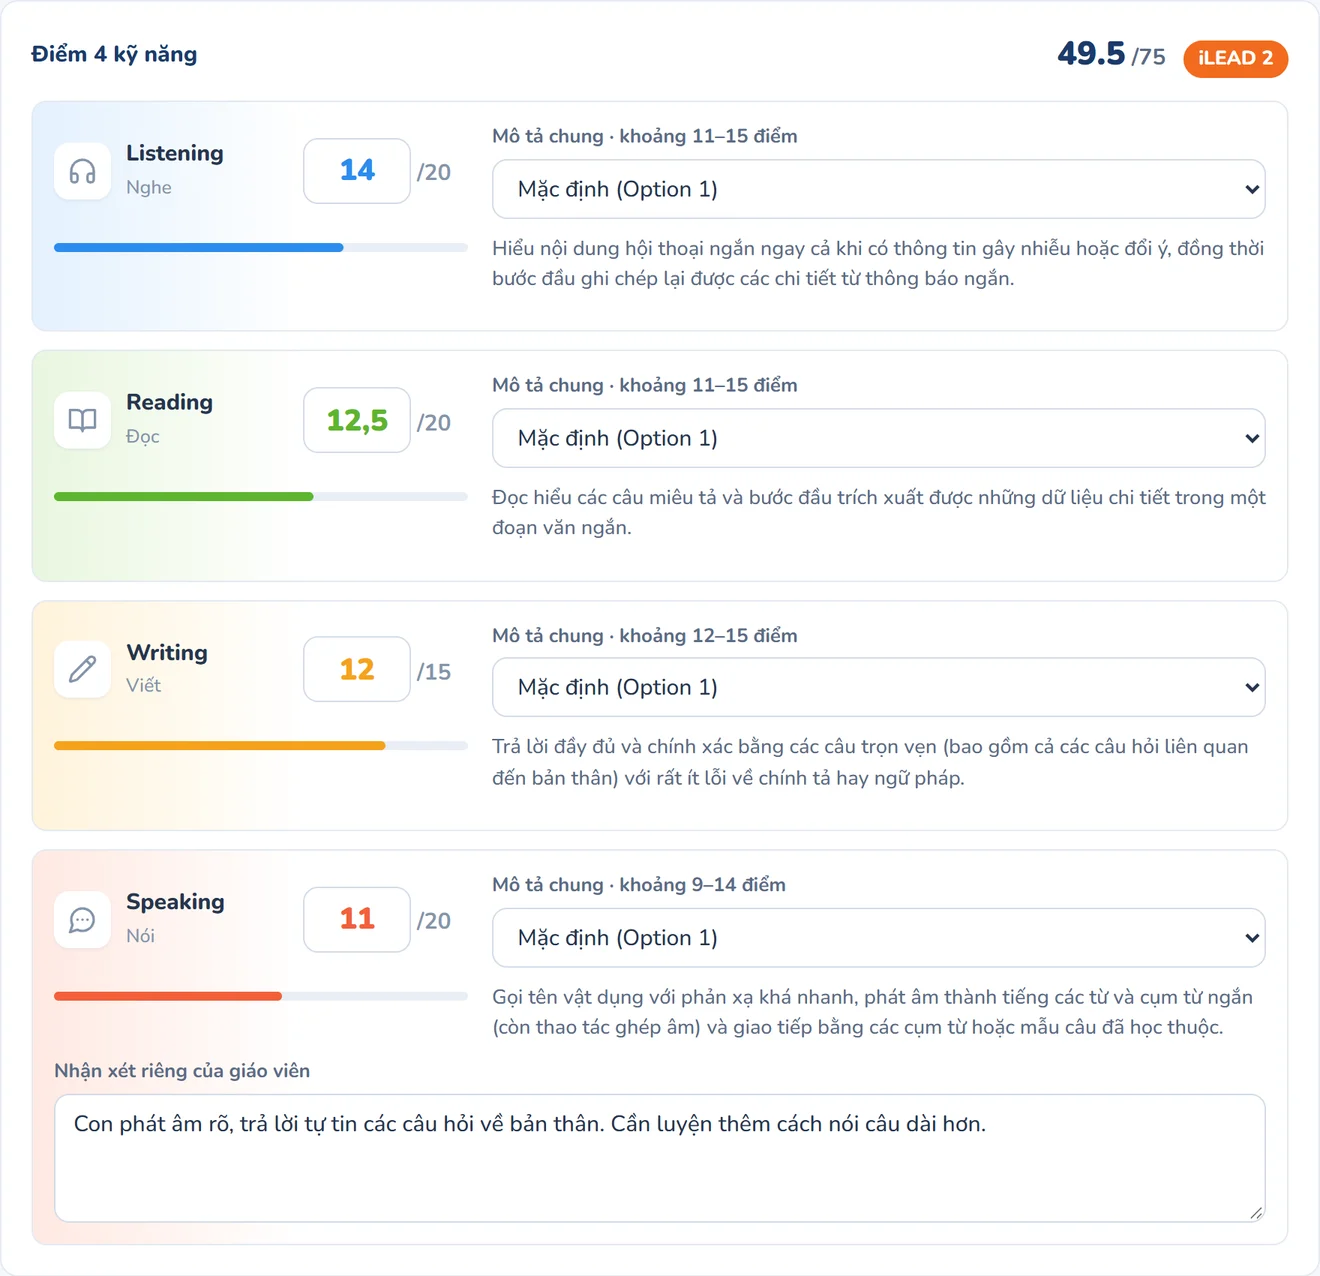 Điểm 4 kỹ năng
49.5 /75 iLEAD 2
Listening
Nghe
14 /20
Mô tả chung · khoảng 11–15 điểm
Mặc định (Option 1)
Hiểu nội dung hội thoại ngắn ngay cả khi có thông tin gây nhiễu hoặc đổi ý, đồng thời
bước đầu ghi chép lại được các chi tiết từ thông báo ngắn.
Reading
Đọc
12,5 /20
Mô tả chung · khoảng 11–15 điểm
Mặc định (Option 1)
Đọc hiểu các câu miêu tả và bước đầu trích xuất được những dữ liệu chi tiết trong một
đoạn văn ngắn.
Writing
Viết
12 /15
Mô tả chung · khoảng 12–15 điểm
Mặc định (Option 1)
Trả lời đầy đủ và chính xác bằng các câu trọn vẹn (bao gồm cả các câu hỏi liên quan
đến bản thân) với rất ít lỗi về chính tả hay ngữ pháp.
Speaking
Nói
11 /20
Mô tả chung · khoảng 9–14 điểm
Mặc định (Option 1)
Gọi tên vật dụng với phản xạ khá nhanh, phát âm thành tiếng các từ và cụm từ ngắn
(còn thao tác ghép âm) và giao tiếp bằng các cụm từ hoặc mẫu câu đã học thuộc.
Nhận xét riêng của giáo viên
Con phát âm rõ, trả lời tự tin các câu hỏi về bản thân. Cần luyện thêm cách nói câu dài hơn.